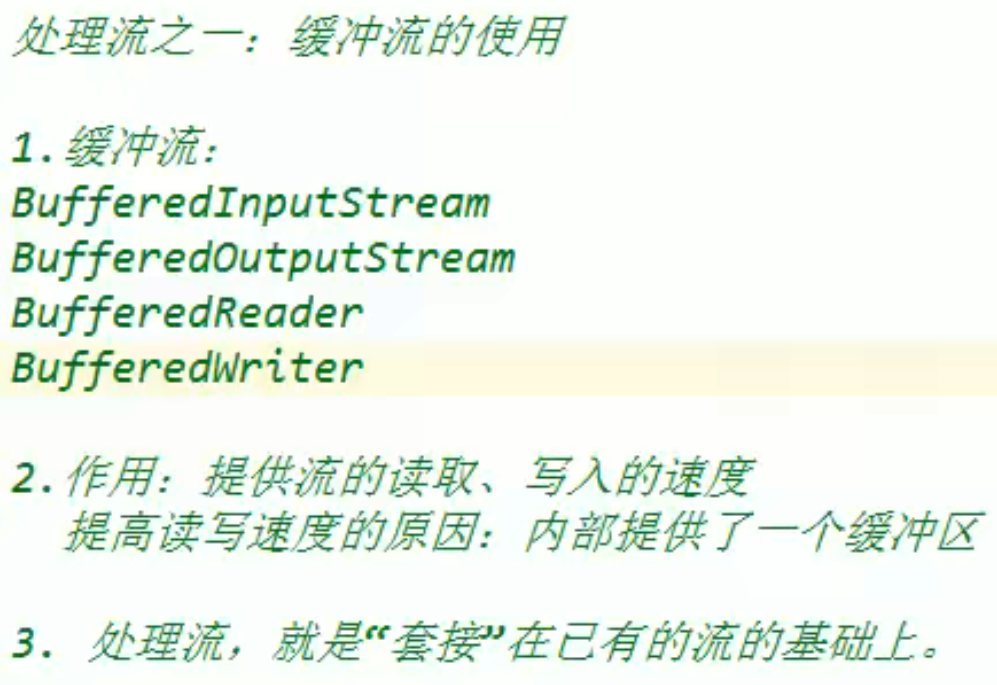 处理流之一：缓冲流的使用
1.缓冲流：
BufferedInputStream
BufferedOutputStream
BufferedReader
BufferedWriter
2.作用：提供流的读取、写入的速度
提高读写速度的原因：内部提供了一个缓冲区
3. 处理流，就是“套接”在已有的流的基础上。